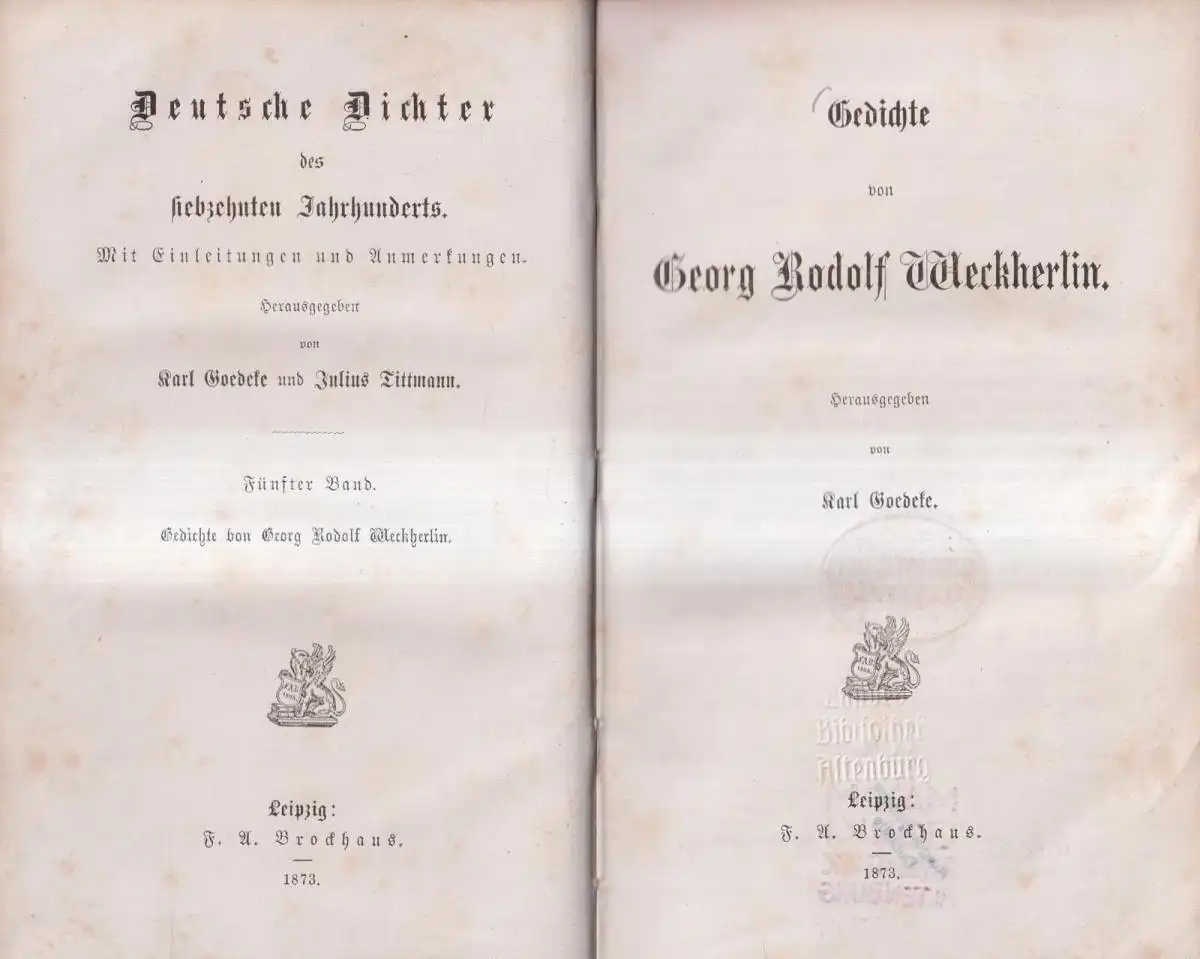 Deutsche Dichter
des
siebzehnten Jahrhunderts.
Mit Einleitungen und Anmerkungen.
Herausgegeben
von
Karl Goedeke und Julius Tittmann.
Fünfter Band.
Gedichte von Georg Rodolf Weckherlin.
Leipzig:
F. A. Brockhaus.
1873.
Gedichte
von
Georg Rodolf Weckherlin.
Herausgegeben
von
Karl Goedeke.
Bibliothek
Altenburg
Leipzig:
F. A. Brockhaus.
1873.